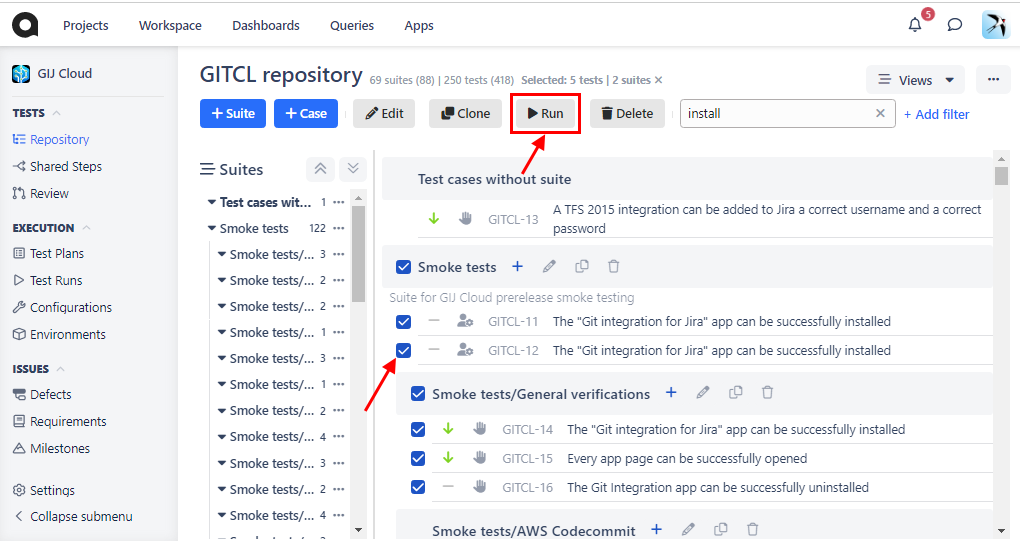 Projects
Workspace
Dashboards
Queries
Apps
5
GIJ Cloud
TESTS
Repository
Shared Steps
Review
EXECUTION
Test Plans
Test Runs
Configurations
Environments
ISSUES
Defects
Requirements
Milestones
Settings
Collapse submenu
GITCL repository
69 suites (88) | 250 tests (418) Selected: 5 tests | 2 suites ×
Views
+ Suite
+ Case
Edit
Clone
Run
Delete
install
+ Add filter
Suites
Test cases wit... 1
Smoke tests 122
Smoke tests/... 3
Smoke tests/... 2
Smoke tests/... 2
Smoke tests/... 1
Smoke tests/... 3
Smoke tests/... 1
Smoke tests/... 2
Smoke tests/... 4
Smoke tests/... 3
Smoke tests/... 2
Smoke tests/... 4
Test cases without suite
GITCL-13 A TFS 2015 integration can be added to Jira a correct username and a correct
password
Smoke tests
Suite for GIJ Cloud prerelease smoke testing
GITCL-11 The "Git integration for Jira" app can be successfully installed
GITCL-12 The "Git integration for Jira" app can be successfully installed
Smoke tests/General verifications
GITCL-14 The "Git integration for Jira" app can be successfully installed
GITCL-15 Every app page can be successfully opened
GITCL-16 The Git Integration app can be successfully uninstalled
Smoke tests/AWS Codecommit